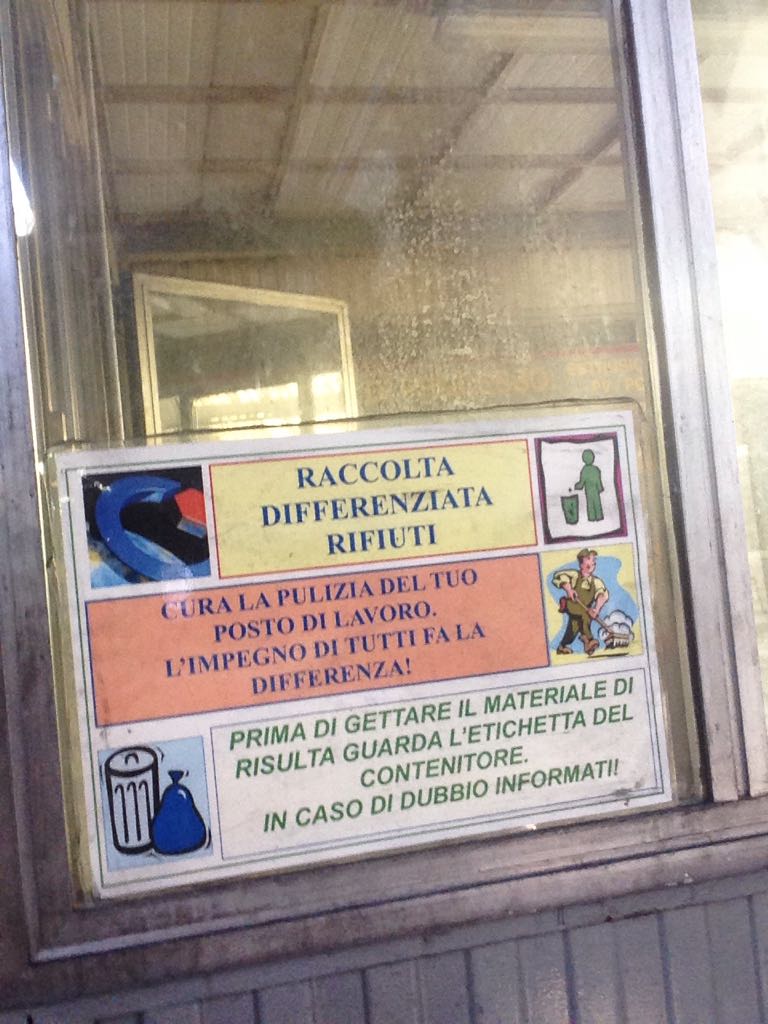 RACCOLTA
DIFFERENZIATA
RIFIUTI
CURA LA PULIZIA DEL TUO
POSTO DI LAVORO.
L'IMPEGNO DI TUTTI FA LA
DIFFERENZA!
PRIMA DI GETTARE IL MATERIALE DI
RISULTA GUARDA L'ETICHETTA DEL
CONTENITORE.
IN CASO DI DUBBIO INFORMATI!